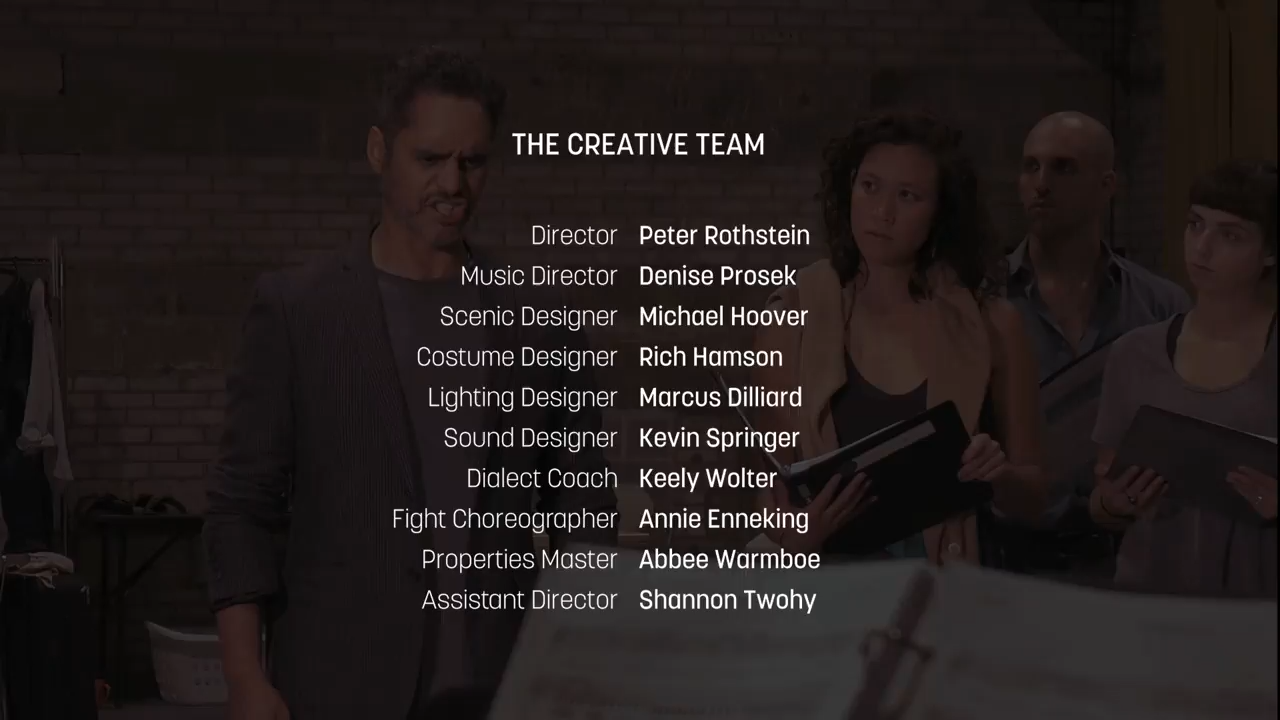 THE CREATIVE TEAM
Director Peter Rothstein
Music Director Denise Prosek
Scenic Designer Michael Hoover
Costume Designer Rich Hamson
Lighting Designer Marcus Dilliard
Sound Designer Kevin Springer
Dialect Coach Keely Wolter
Fight Choreographer Annie Enneking
Properties Master Abbee Warmboe
Assistant Director Shannon Twohy